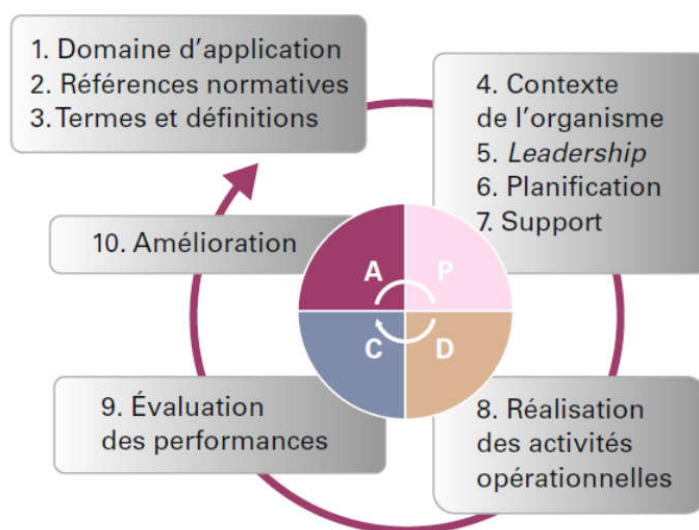 1. Domaine d'application
2. Références normatives
3. Termes et définitions
4. Contexte
de l'organisme
5. Leadership
6. Planification
7. Support
10. Amélioration
A
P
C
D
9. Évaluation
des performances
8. Réalisation
des activités
opérationnelles